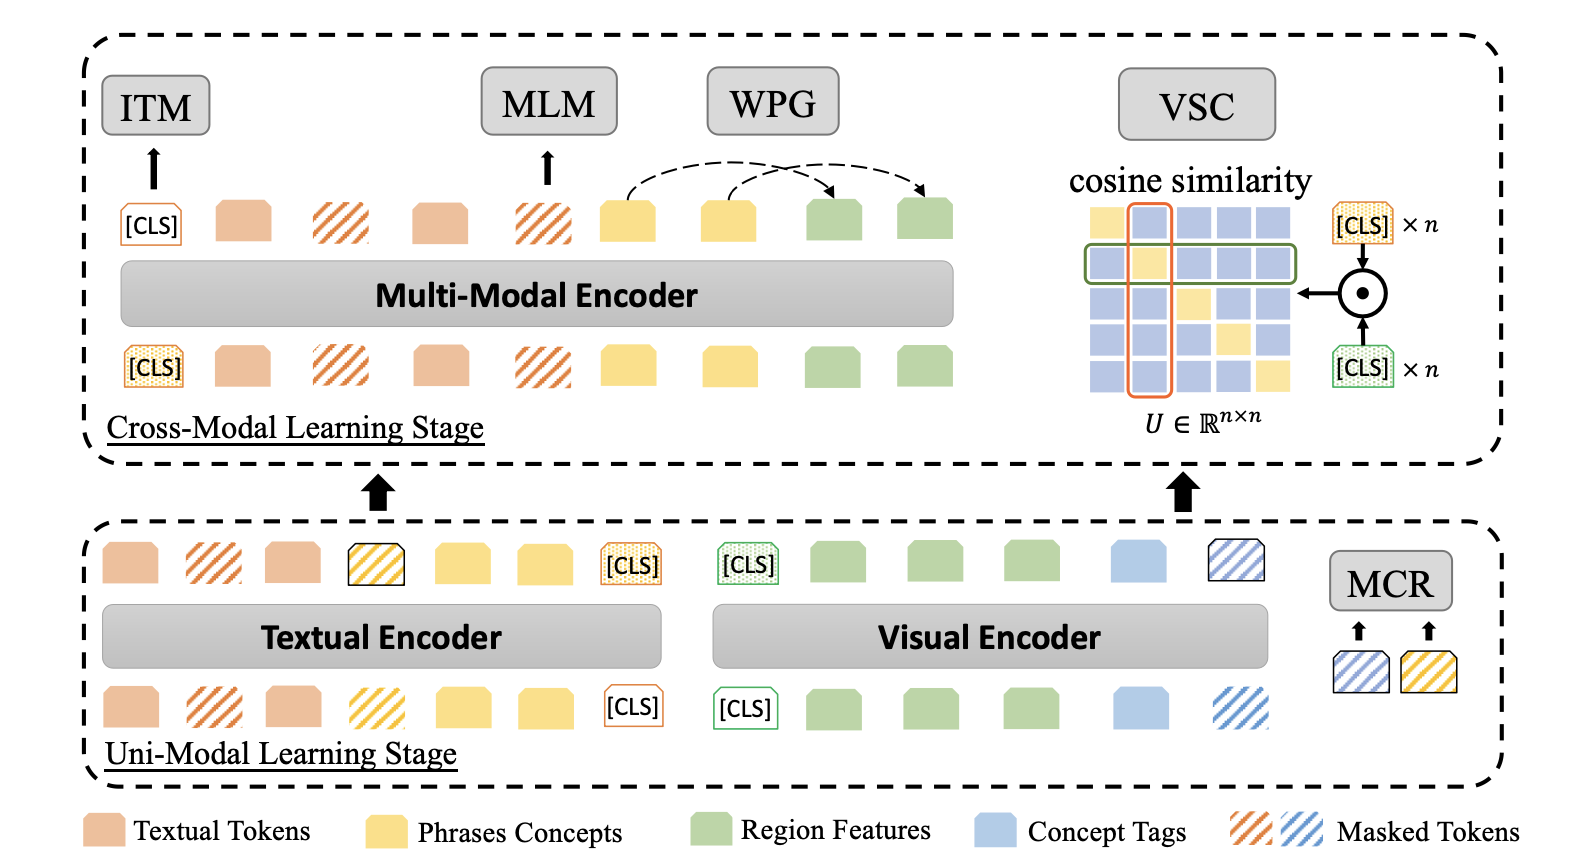 ITM
MLM
WPG
VSC
cosine similarity
[CLS]
[CLS] × n
Multi-Modal Encoder
[CLS]
[CLS] × n
U ∈ ℝⁿˣⁿ
Cross-Modal Learning Stage
[CLS]
[CLS]
MCR
Textual Encoder
Visual Encoder
[CLS]
[CLS]
Uni-Modal Learning Stage
Textual Tokens
Phrases Concepts
Region Features
Concept Tags
Masked Tokens